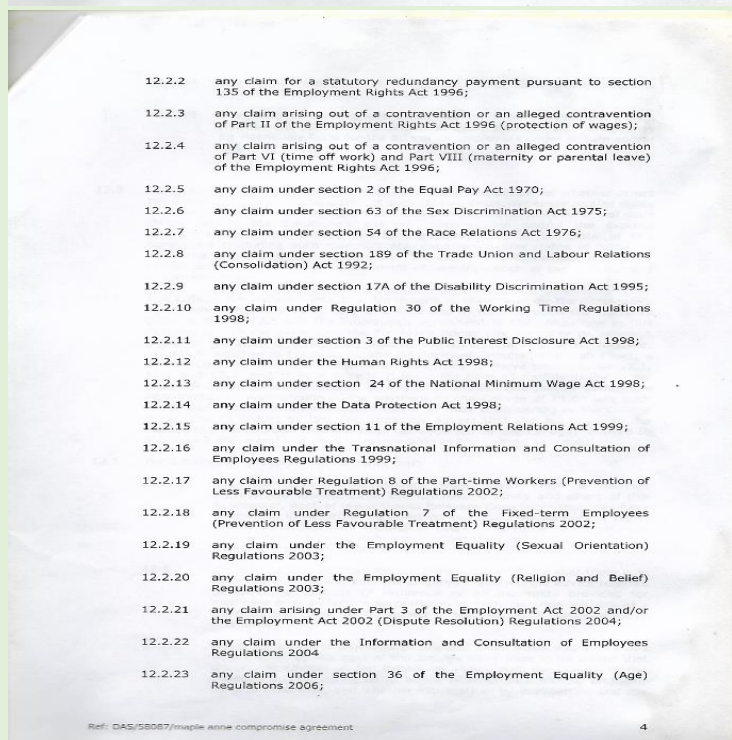 12.2.2 any claim for a statutory redundancy payment pursuant to section
135 of the Employment Rights Act 1996;
12.2.3 any claim arising out of a contravention or an alleged contravention
of Part II of the Employment Rights Act 1996 (protection of wages);
12.2.4 any claim arising out of a contravention or an alleged contravention
of Part VI (time off work) and Part VIII (maternity or parental leave)
of the Employment Rights Act 1996;
12.2.5 any claim under section 2 of the Equal Pay Act 1970;
12.2.6 any claim under section 63 of the Sex Discrimination Act 1975;
12.2.7 any claim under section 54 of the Race Relations Act 1976;
12.2.8 any claim under section 189 of the Trade Union and Labour Relations
(Consolidation) Act 1992;
12.2.9 any claim under section 17A of the Disability Discrimination Act 1995;
12.2.10 any claim under Regulation 30 of the Working Time Regulations
1998;
12.2.11 any claim under section 3 of the Public Interest Disclosure Act 1998;
12.2.12 any claim under the Human Rights Act 1998;
12.2.13 any claim under section 24 of the National Minimum Wage Act 1998;
12.2.14 any claim under the Data Protection Act 1998;
12.2.15 any claim under section 11 of the Employment Relations Act 1999;
12.2.16 any claim under the Transnational Information and Consultation of
Employees Regulations 1999;
12.2.17 any claim under Regulation 8 of the Part-time Workers (Prevention of
Less Favourable Treatment) Regulations 2002;
12.2.18 any claim under Regulation 7 of the Fixed-term Employees
(Prevention of Less Favourable Treatment) Regulations 2002;
12.2.19 any claim under the Employment Equality (Sexual Orientation)
Regulations 2003;
12.2.20 any claim under the Employment Equality (Religion and Belief)
Regulations 2003;
12.2.21 any claim arising under Part 3 of the Employment Act 2002 and/or
the Employment Act 2002 (Dispute Resolution) Regulations 2004;
12.2.22 any claim under the Information and Consultation of Employees
Regulations 2004
12.2.23 any claim under section 36 of the Employment Equality (Age)
Regulations 2006;
Ref: DAS/58087/maple anne compromise agreement 4